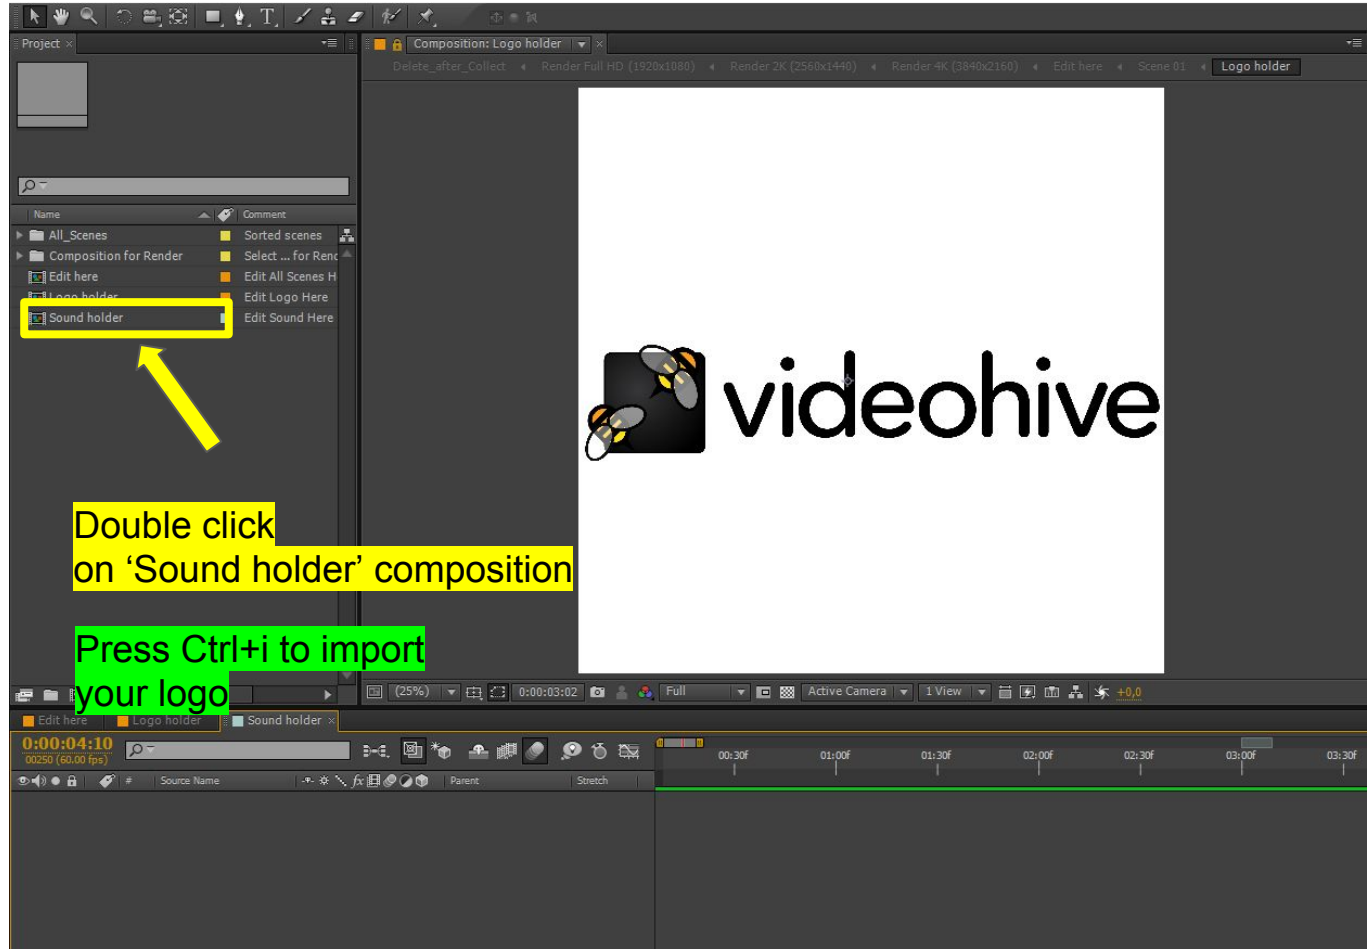 Project ×
Composition: Logo holder
Delete_after_Collect
Render Full HD (1920x1080)
Render 2K (2560x1440)
Render 4K (3840x2160)
Edit here
Scene 01
Logo holder
Name
Comment
All_Scenes
Sorted scenes
Composition for Render
Select ... for Renc
Edit here
Edit All Scenes H
Logo holder
Edit Logo Here
Sound holder
Edit Sound Here
videohive
Double click
on ‘Sound holder’ composition
Press Ctrl+i to import
your logo
(25%)
0:00:03:02
Full
Active Camera
1 View
+0,0
Edit here
Logo holder
Sound holder ×
0:00:04:10
00250 (60.00 fps)
#
Source Name
fx
Parent
Stretch
00:30f
01:00f
01:30f
02:00f
02:30f
03:00f
03:30f